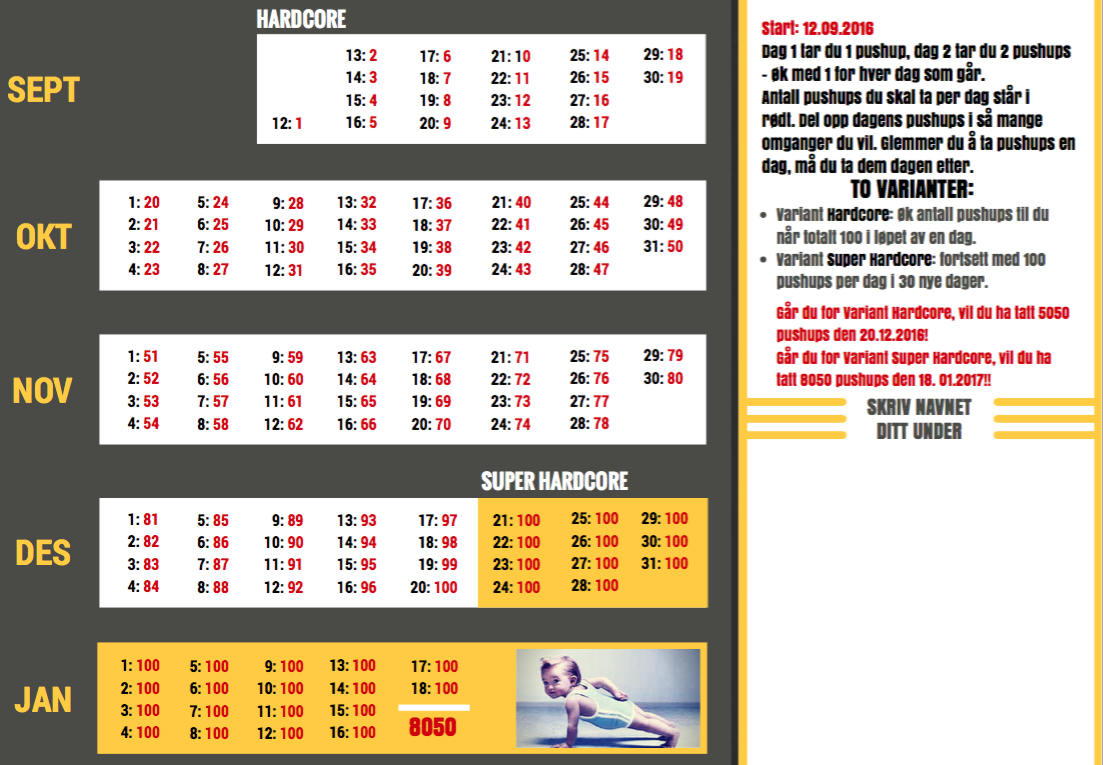 HARDCORE
SEPT
13: 2 17: 6 21: 10 25: 14 29: 18
14: 3 18: 7 22: 11 26: 15 30: 19
15: 4 19: 8 23: 12 27: 16
12: 1 16: 5 20: 9 24: 13 28: 17
OKT
1: 20 5: 24 9: 28 13: 32 17: 36 21: 40 25: 44 29: 48
2: 21 6: 25 10: 29 14: 33 18: 37 22: 41 26: 45 30: 49
3: 22 7: 26 11: 30 15: 34 19: 38 23: 42 27: 46 31: 50
4: 23 8: 27 12: 31 16: 35 20: 39 24: 43 28: 47
NOV
1: 51 5: 55 9: 59 13: 63 17: 67 21: 71 25: 75 29: 79
2: 52 6: 56 10: 60 14: 64 18: 68 22: 72 26: 76 30: 80
3: 53 7: 57 11: 61 15: 65 19: 69 23: 73 27: 77
4: 54 8: 58 12: 62 16: 66 20: 70 24: 74 28: 78
SUPER HARDCORE
DES
1: 81 5: 85 9: 89 13: 93 17: 97 21: 100 25: 100 29: 100
2: 82 6: 86 10: 90 14: 94 18: 98 22: 100 26: 100 30: 100
3: 83 7: 87 11: 91 15: 95 19: 99 23: 100 27: 100 31: 100
4: 84 8: 88 12: 92 16: 96 20: 100 24: 100 28: 100
JAN
1: 100 5: 100 9: 100 13: 100 17: 100
2: 100 6: 100 10: 100 14: 100 18: 100
3: 100 7: 100 11: 100 15: 100
4: 100 8: 100 12: 100 16: 100
8050
Start: 12.09.2016
Dag 1 tar du 1 pushup, dag 2 tar du 2 pushups
- øk med 1 for hver dag som går.
Antall pushups du skal ta per dag står i
rødt. Del opp dagens pushups i så mange
omganger du vil. Glemmer du å ta pushups en
dag, må du ta dem dagen etter.
TO VARIANTER:
• Variant Hardcore: Øk antall pushups til du
når totalt 100 i løpet av en dag.
• Variant Super Hardcore: fortsett med 100
pushups per dag i 30 nye dager.
Går du for Variant Hardcore, vil du ha tatt 5050
pushups den 20.12.2016!
Går du for Variant Super Hardcore, vil du ha
tatt 8050 pushups den 18. 01.2017!!
SKRIV NAVNET
DITT UNDER